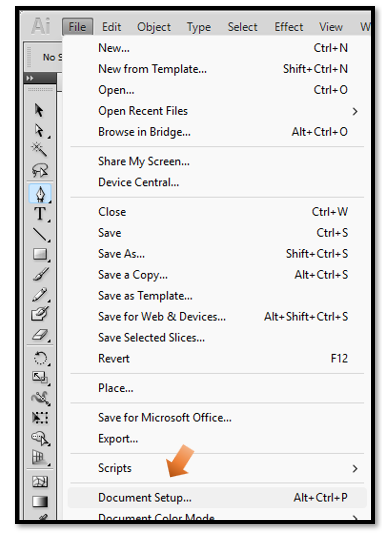 Ai File Edit Object Type Select Effect View W
No S
New... Ctrl+N
New from Template... Shift+Ctrl+N
Open... Ctrl+O
Open Recent Files
Browse in Bridge... Alt+Ctrl+O
Share My Screen...
Device Central...
Close Ctrl+W
Save Ctrl+S
Save As... Shift+Ctrl+S
Save a Copy... Alt+Ctrl+S
Save as Template...
Save for Web & Devices... Alt+Shift+Ctrl+S
Save Selected Slices...
Revert F12
Place...
Save for Microsoft Office...
Export...
Scripts
Document Setup... Alt+Ctrl+P
Document Color Mode